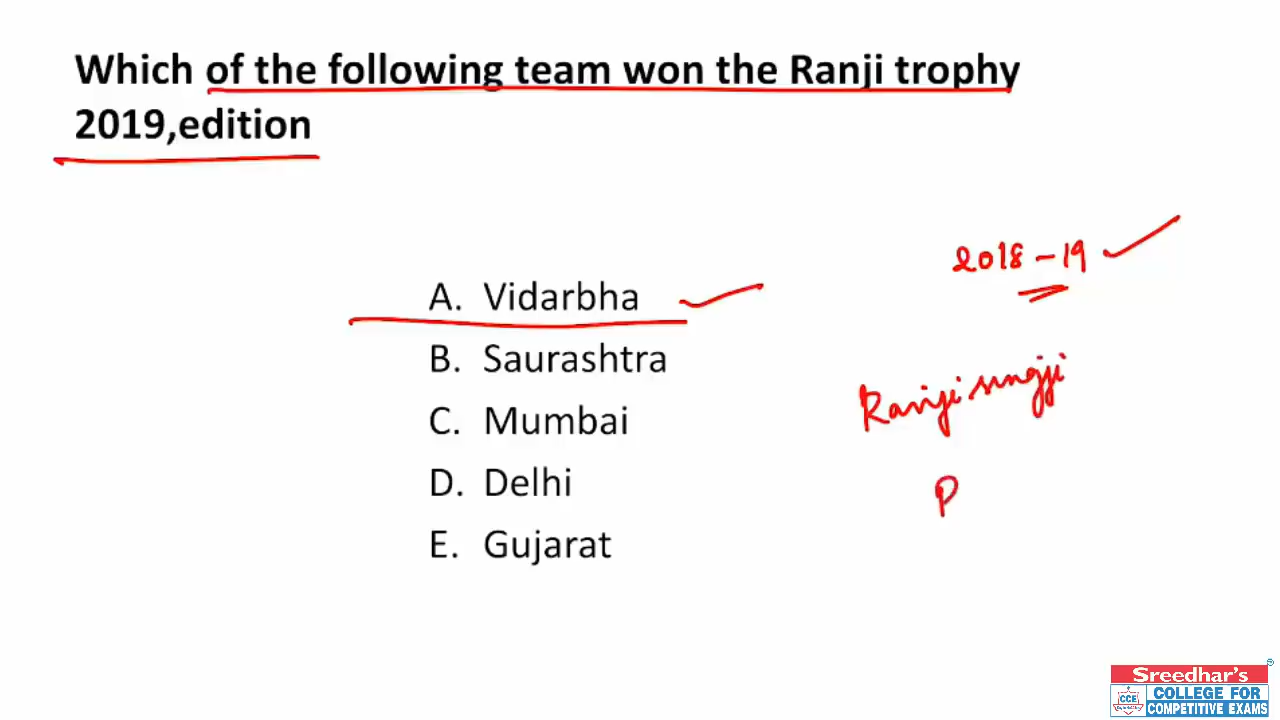 Which of the following team won the Ranji trophy
2019,edition
2018-19
A. Vidarbha
B. Saurashtra
Ranji singji
C. Mumbai
D. Delhi
P
E. Gujarat
Sreedhar's
CCE
COLLEGE FOR
COMPETITIVE EXAMS